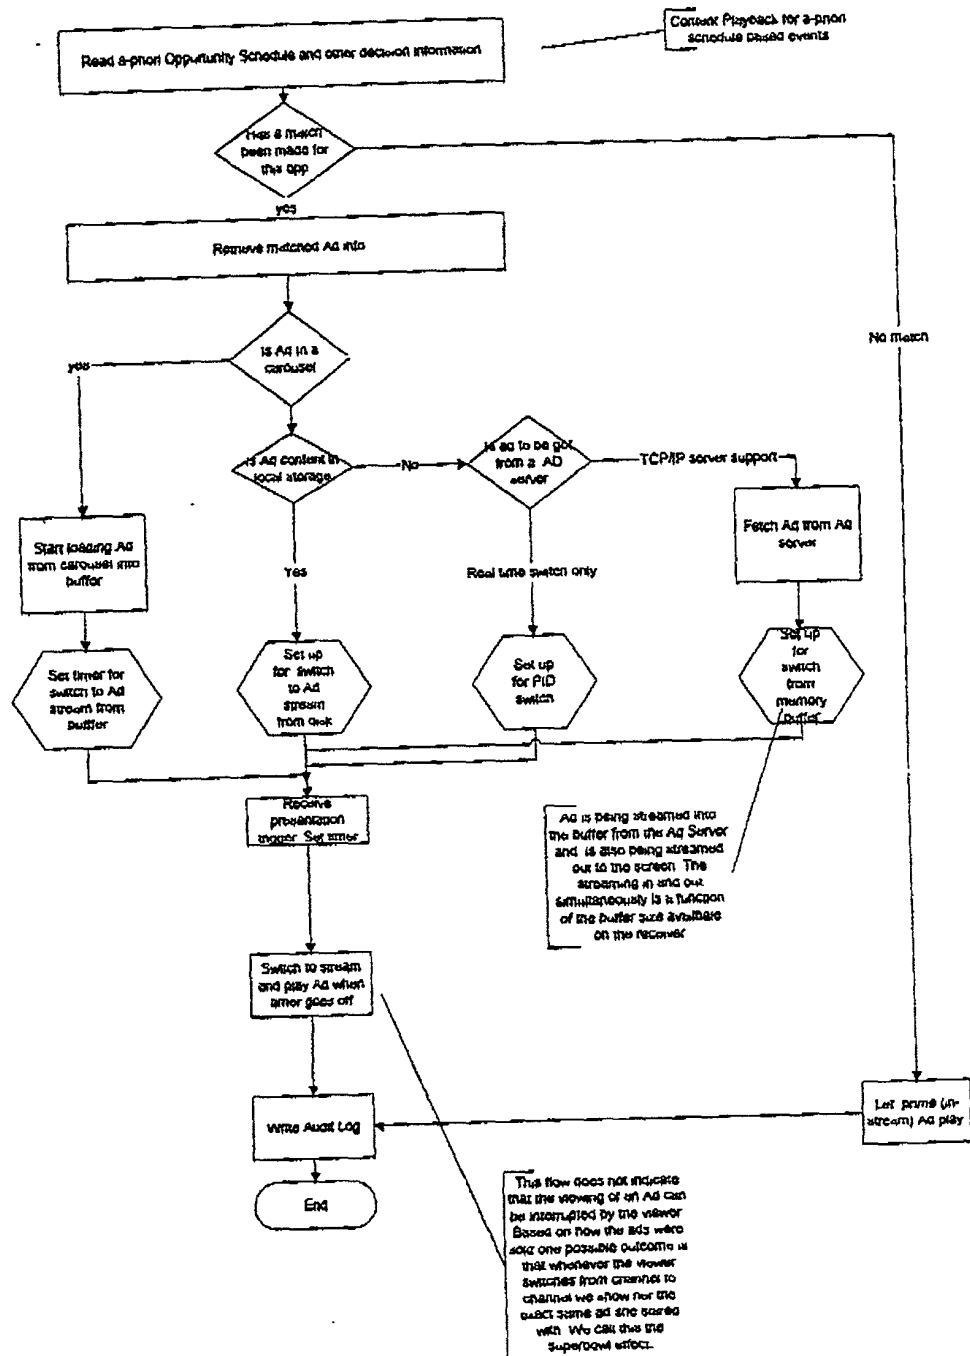 Content Playback for a-priori
schedule based events
Read a-priori Opportunity Schedule and other decision information
Has a match
been made for
this opp
yes
Retrieve matched Ad info
No match
Is Ad in a
carousel
yes
Is Ad content in
local storage
No
Is ad to be got
from a AD
server
TCP/IP server support
Start loading Ad
from carousel into
buffer
Yes
Real time switch only
Fetch Ad from Ad
server
Set timer for
switch to Ad
stream from
buffer
Set up
for switch
to Ad
stream
from disk
Set up
for PID
switch
Set up
for
switch
from
memory
buffer
Receive
presentation
trigger Set timer
Ad is being streamed into
the buffer from the Ad Server
and is also being streamed
out to the screen The
streaming in and out
simultaneously is a function
of the buffer size available
on the receiver
Switch to stream
and play Ad when
timer goes off
Let prime (in-
stream) Ad play
Write Audit Log
End
This flow does not indicate
that the viewing of an Ad can
be interrupted by the viewer
Based on how the ads were
sold one possible outcome is
that whenever the viewer
switches from channel to
channel we show her the
exact same ad she started
with We call this the
superbowl effect.